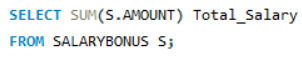 SELECT SUM(S.AMOUNT) Total_Salary
FROM SALARYBONUS S;